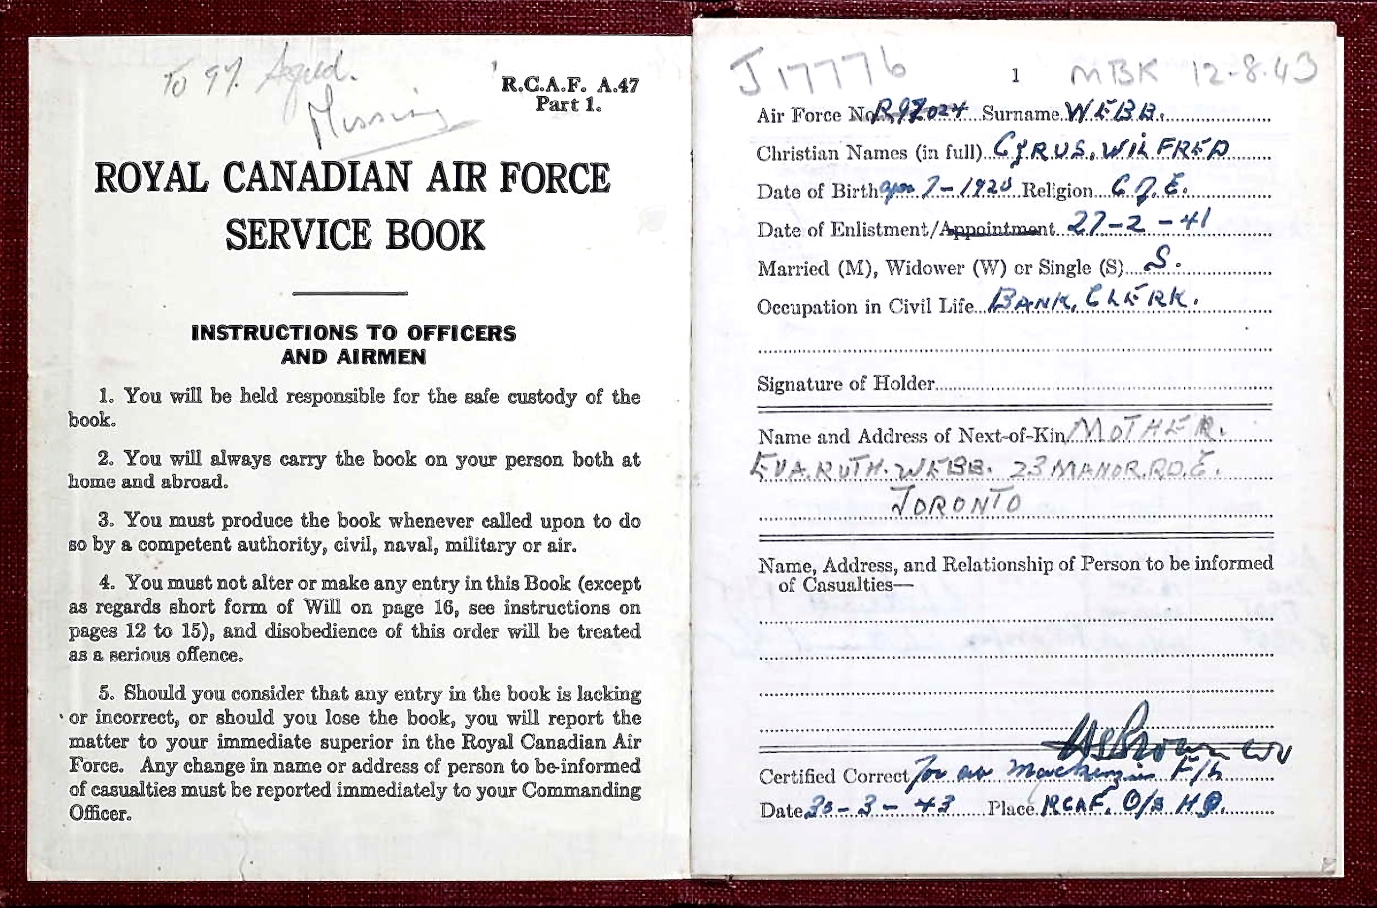 To 97. Sqad.
Missing
R.C.A.F. A.47
Part 1.
ROYAL CANADIAN AIR FORCE
SERVICE BOOK
INSTRUCTIONS TO OFFICERS
AND AIRMEN
1. You will be held responsible for the safe custody of the
book.
2. You will always carry the book on your person both at
home and abroad.
3. You must produce the book whenever called upon to do
so by a competent authority, civil, naval, military or air.
4. You must not alter or make any entry in this Book (except
as regards short form of Will on page 16, see instructions on
pages 12 to 15), and disobedience of this order will be treated
as a serious offence.
5. Should you consider that any entry in the book is lacking
or incorrect, or should you lose the book, you will report the
matter to your immediate superior in the Royal Canadian Air
Force. Any change in name or address of person to be informed
of casualties must be reported immediately to your Commanding
Officer.
J17776 1 MBK 12-8-43
Air Force No. R97024 Surname WEBB.
Christian Names (in full) CYRUS. WILFRED
Date of Birth 7-1920 Religion C.J.E.
Date of Enlistment/Appointment 27-2-41
Married (M), Widower (W) or Single (S) S.
Occupation in Civil Life BANK, CLERK.
Signature of Holder
Name and Address of Next-of-Kin MOTHER.
EVA. RUTH. WEBB. 23 MANOR. RD. E.
TORONTO
Name, Address, and Relationship of Person to be informed
of Casualties—
WS Brown
Certified Correct for F/L
Date 30-3-43 Place RCAF. O/S H.Q.